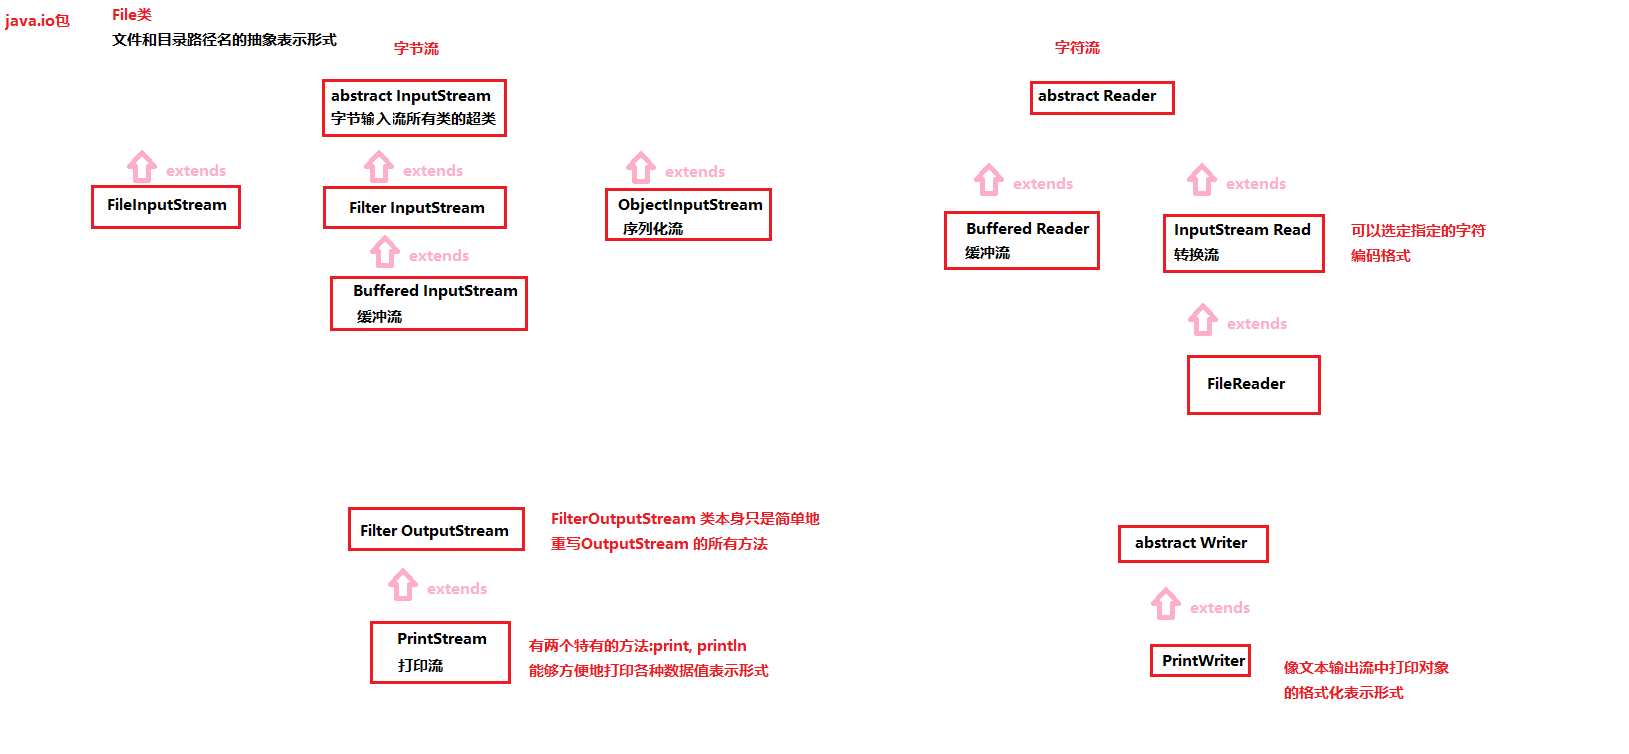 java.io包
File类
文件和目录路径名的抽象表示形式
字节流
字符流
abstract InputStream
字节输入流所有类的超类
abstract Reader
extends
extends
extends
extends
extends
FileInputStream
Filter InputStream
ObjectInputStream
序列化流
Buffered Reader
缓冲流
InputStream Read
转换流
可以选定指定的字符
编码格式
extends
Buffered InputStream
缓冲流
extends
FileReader
Filter OutputStream
FilterOutputStream 类本身只是简单地
重写OutputStream 的所有方法
abstract Writer
extends
extends
PrintStream
打印流
有两个特有的方法:print, println
能够方便地打印各种数据值表示形式
PrintWriter
像文本输出流中打印对象
的格式化表示形式